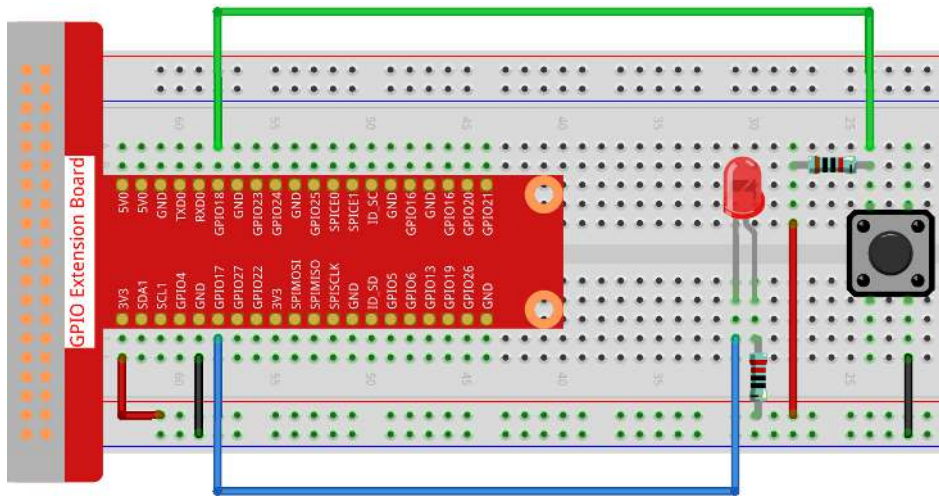 GPIO Extension Board
60
55
50
45
40
35
30
25
5V0
5V0
GND
TXD0
RXD0
GPIO18
GND
GPIO23
GPIO24
GND
GPIO25
SPICE0
SPICE1
ID_SC
GND
GPIO16
GND
GPIO16
GPIO20
GPIO21
3V3
SDA1
SCL1
GPIO4
GND
GPIO17
GPIO27
GPIO22
3V3
SPIMOSI
SPIMISO
SPISCLK
GND
ID_SD
GPIO5
GPIO6
GPIO13
GPIO19
GPIO26
GND
60
55
50
45
40
35
25